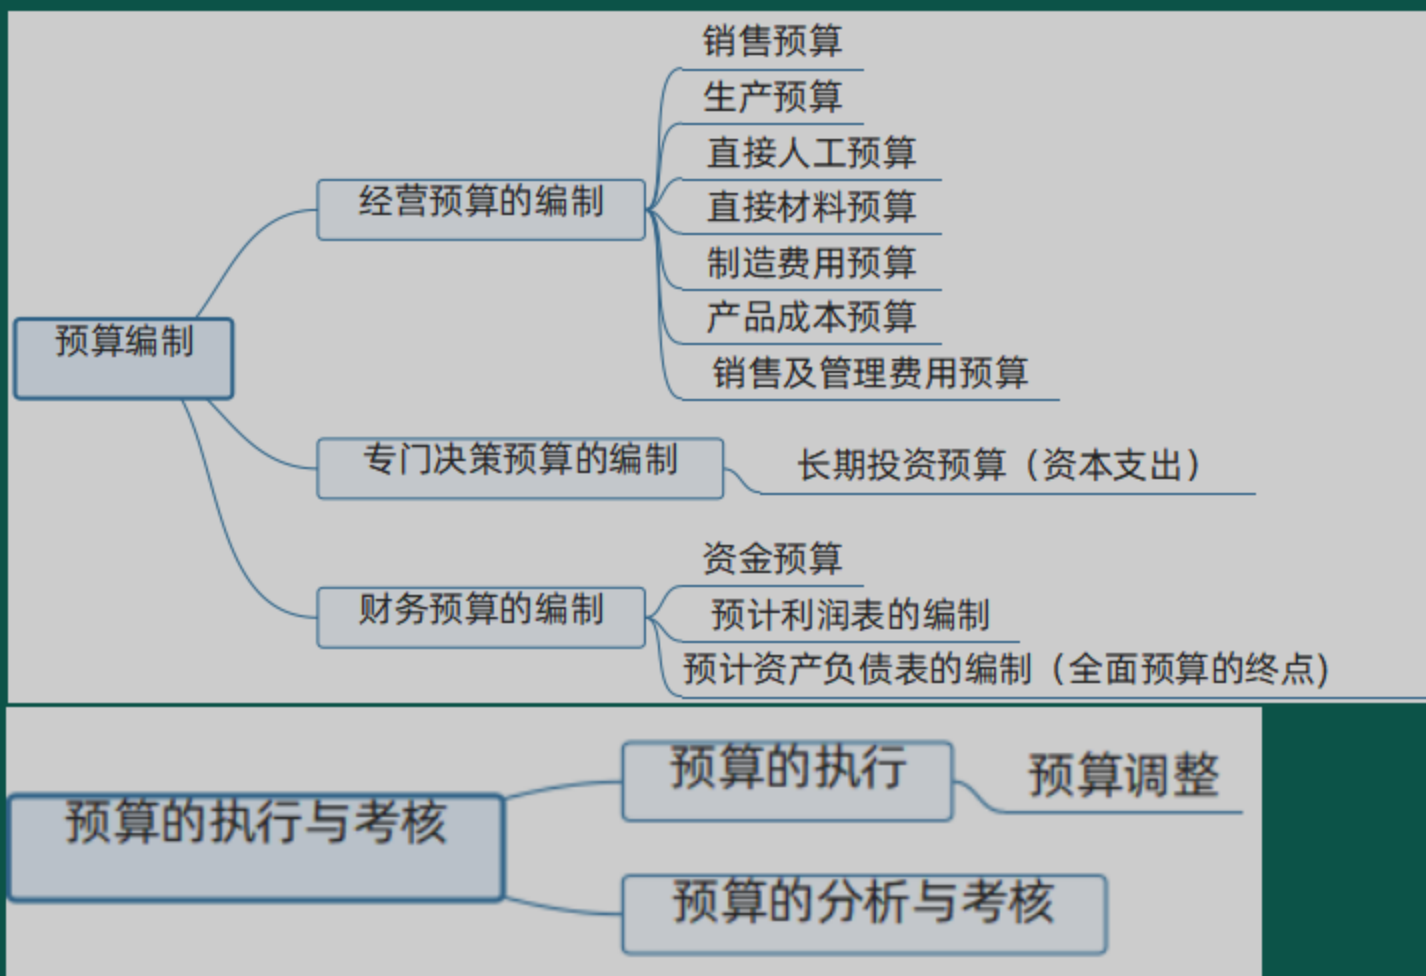 销售预算
生产预算
直接人工预算
经营预算的编制
直接材料预算
制造费用预算
产品成本预算
预算编制
销售及管理费用预算
专门决策预算的编制
长期投资预算（资本支出）
资金预算
财务预算的编制
预计利润表的编制
预计资产负债表的编制（全面预算的终点)
预算的执行
预算调整
预算的执行与考核
预算的分析与考核